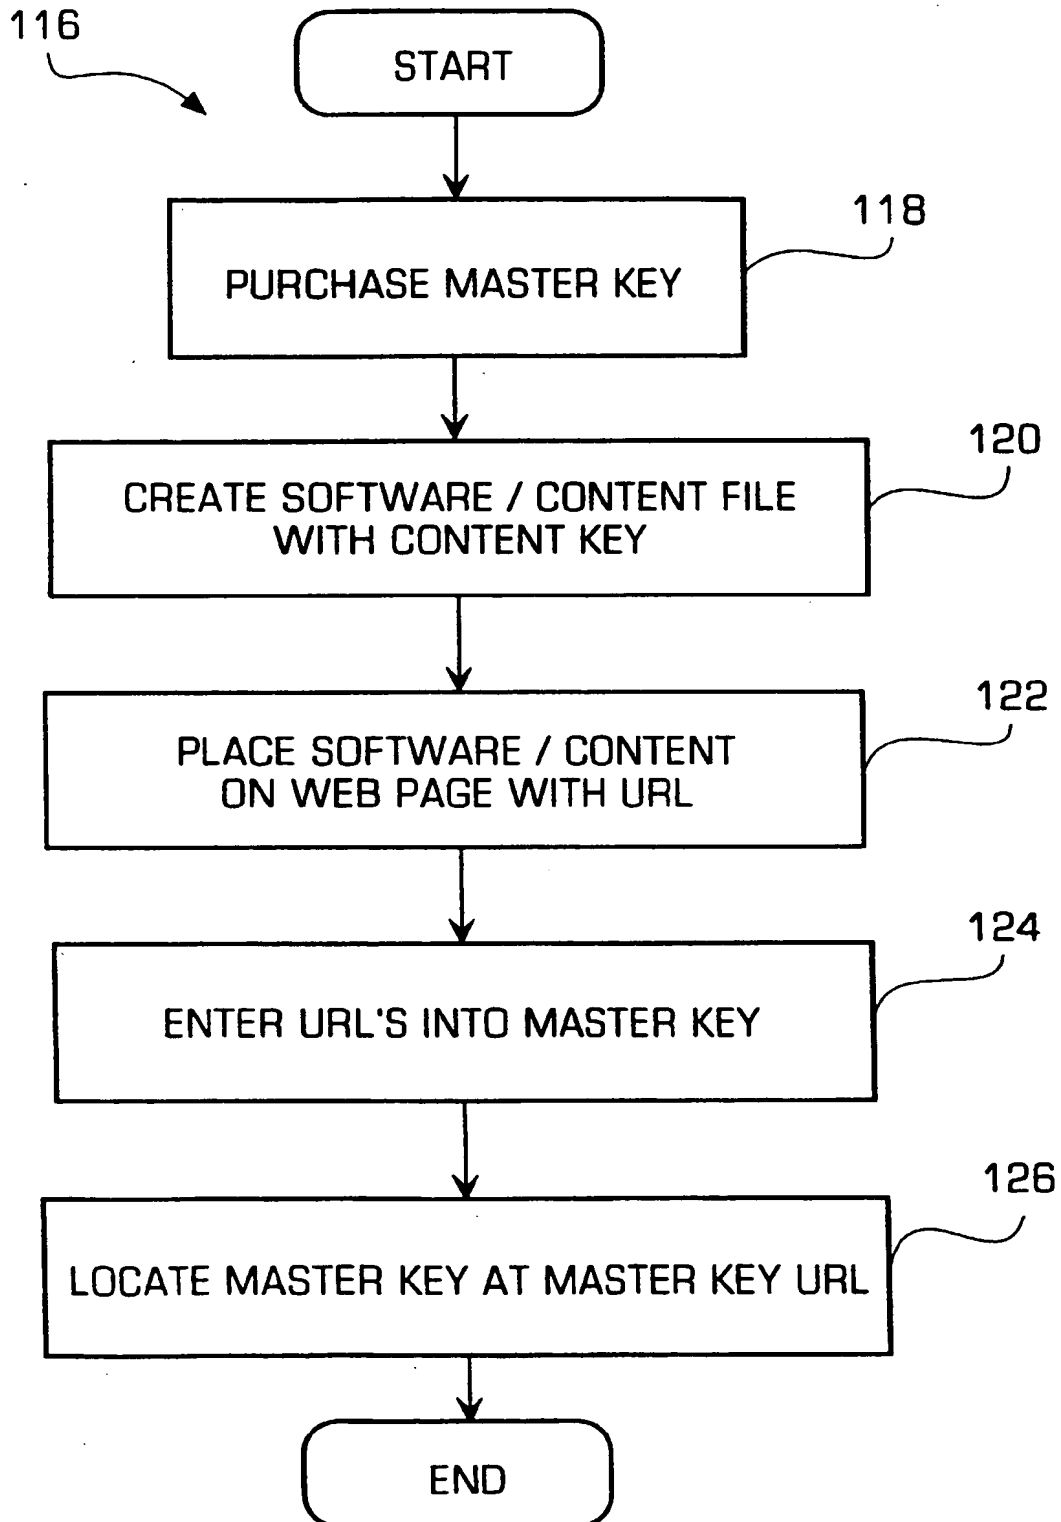 116
START
118
PURCHASE MASTER KEY
120
CREATE SOFTWARE / CONTENT FILE
WITH CONTENT KEY
122
PLACE SOFTWARE / CONTENT
ON WEB PAGE WITH URL
124
ENTER URL'S INTO MASTER KEY
126
LOCATE MASTER KEY AT MASTER KEY URL
END